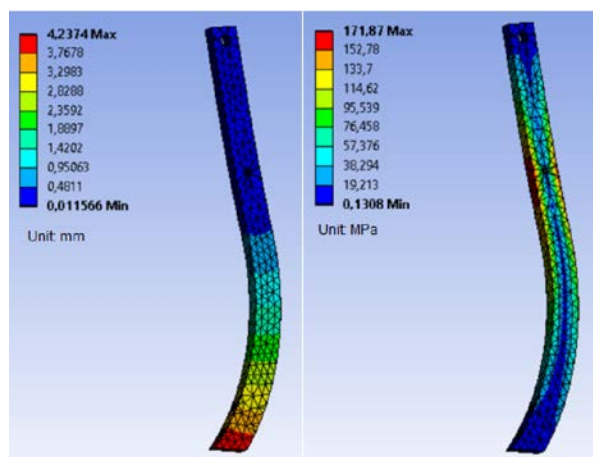 4,2374 Max
3,7678
3,2983
2,8288
2,3592
1,8897
1,4202
0,95063
0,4811
0,011566 Min
Unit: mm
171,87 Max
152,78
133,7
114,62
95,539
76,458
57,376
38,294
19,213
0,1308 Min
Unit: MPa